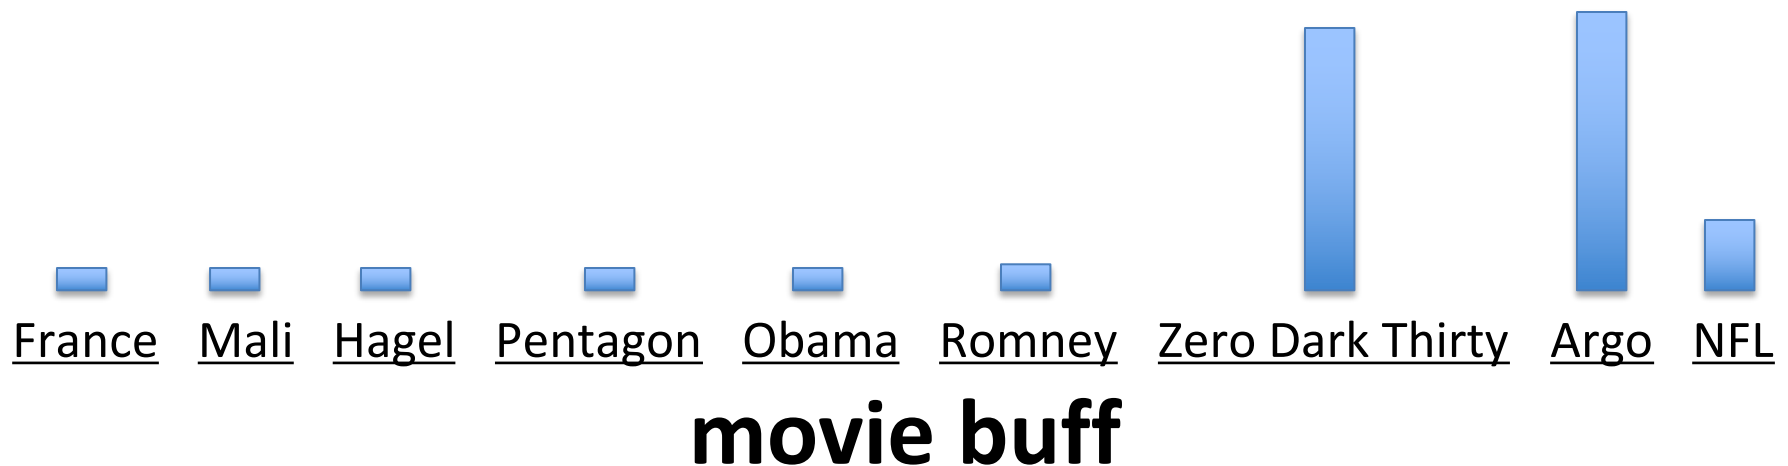 France Mali Hagel Pentagon Obama Romney Zero Dark Thirty Argo NFL
movie buff